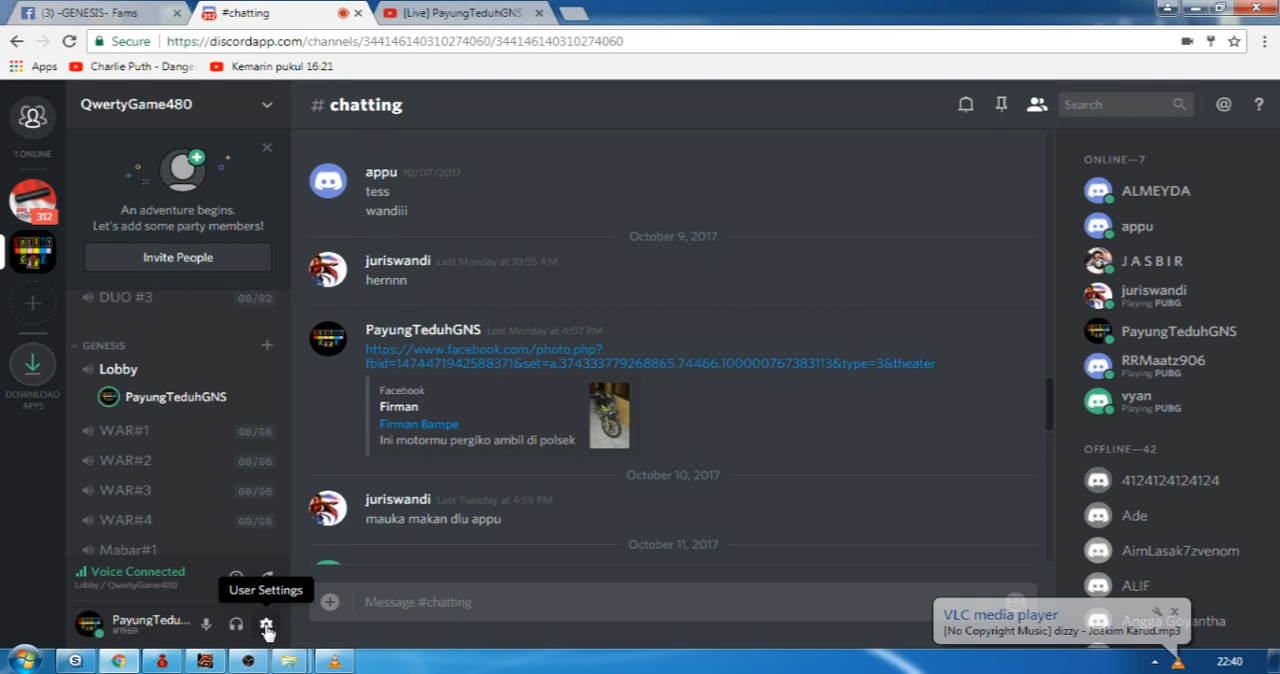 (3) -GENESIS- Fams
#chatting
[Live] PayungTeduhGNS
Secure
https://discordapp.com/channels/344146140310274060/344146140310274060
Apps
Charlie Puth - Dange
Kemarin pukul 16:21
QwertyGame480
# chatting
Search
@
?
1 ONLINE
312
An adventure begins.
Let's add some party members!
Invite People
DUO #3
00/02
GENESIS
Lobby
PayungTeduhGNS
WAR#1
00/06
WAR#2
00/06
WAR#3
00/06
WAR#4
00/08
Mabar#1
Voice Connected
Lobby / QwertyGame480
User Settings
PayungTedu...
#1969
DOWNLOAD
APPS
appu 10/07/2017
tess
wandiii
October 9, 2017
juriswandi Last Monday at 10:55 AM
hernnn
PayungTeduhGNS Last Monday at 4:07 PM
https://www.facebook.com/photo.php?
fbid=1474471942588371&set=a.374333779268865.74466.100000767383113&type=3&theater
Facebook
Firman
Firman Bampe
Ini motormu pergiko ambil di polsek
October 10, 2017
juriswandi Last Tuesday at 4:59 PM
mauka makan dlu appu
October 11, 2017
Message #chatting
ONLINE—7
ALMEYDA
appu
J A S B I R
juriswandi
Playing PUBG
PayungTeduhGNS
RRMaatz906
Playing PUBG
vyan
Playing PUBG
OFFLINE—42
4124124124124
Ade
AimLasak7zvenom
ALIF
Angga Goyantha
VLC media player
[No Copyright Music] dizzy - Joakim Karud.mp3
22:40